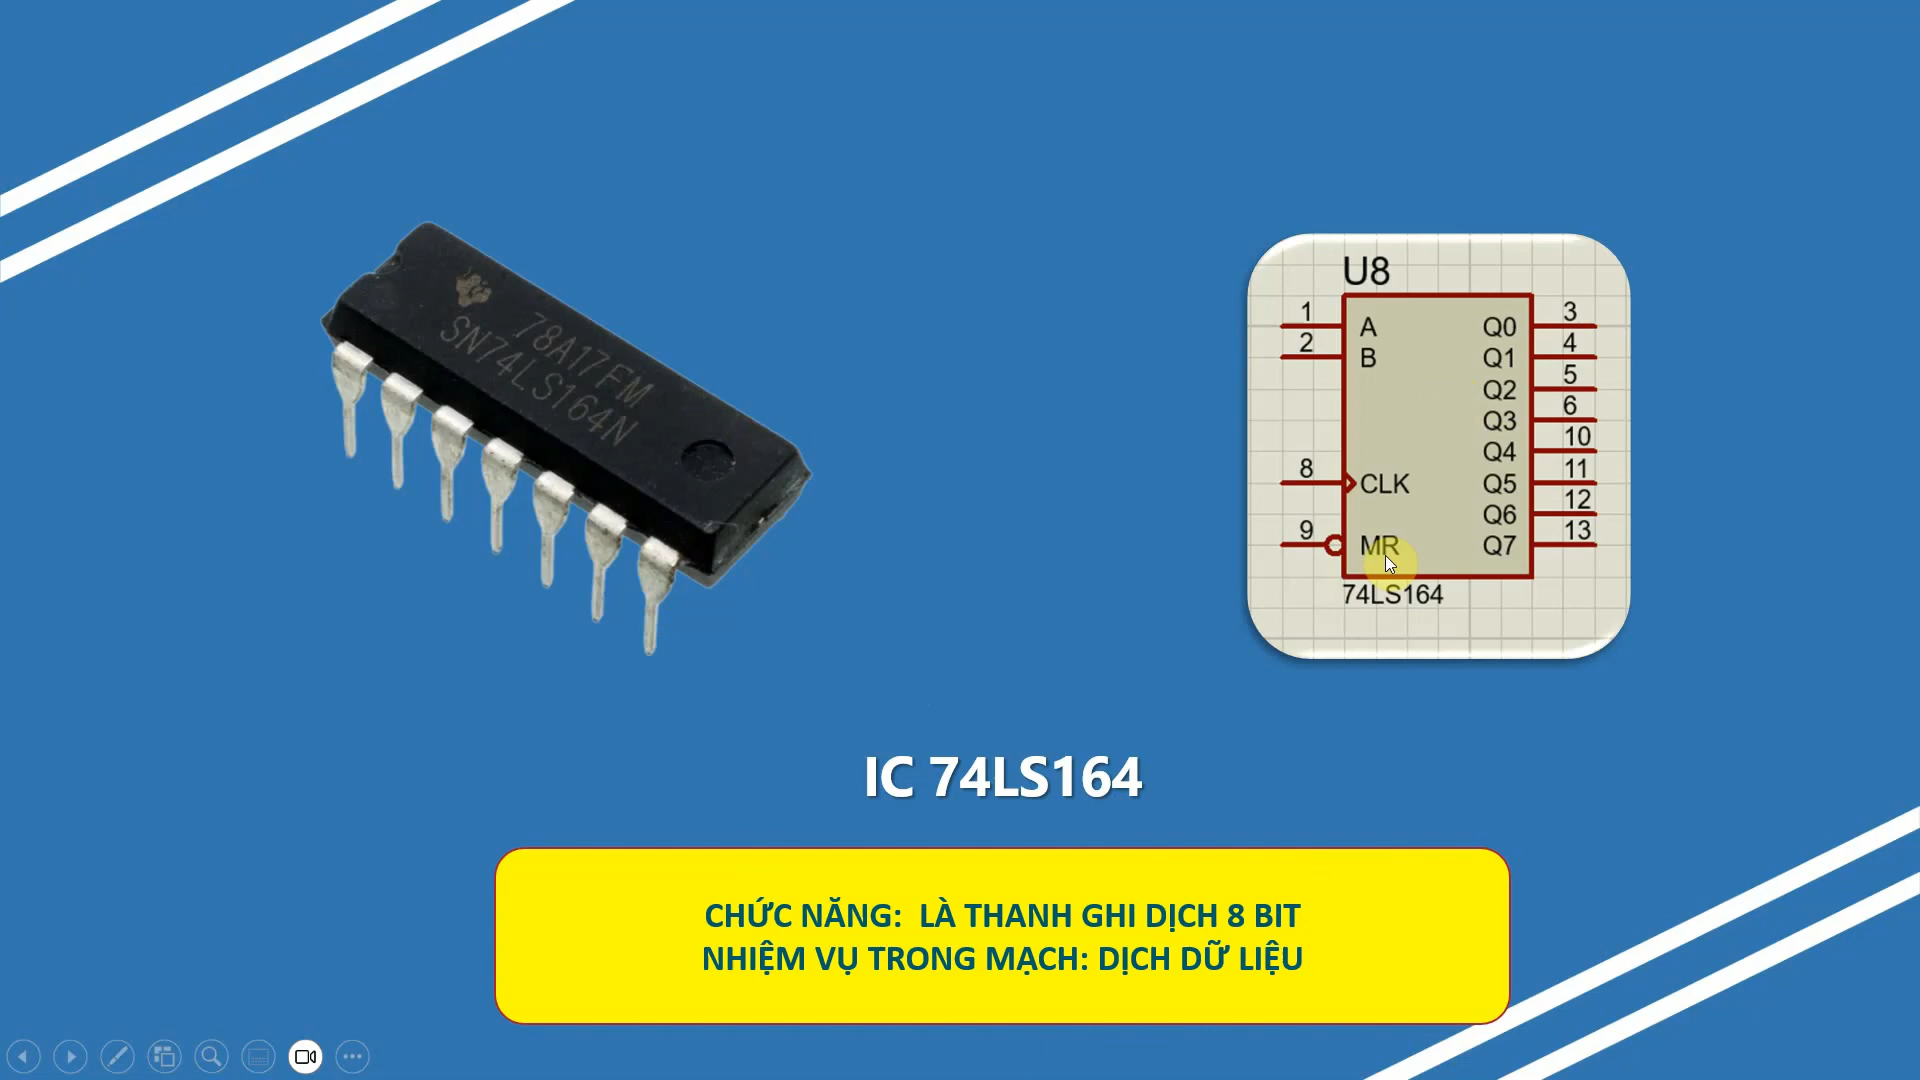 78A17FM
SN74LS164N
U8
1 A Q0 3
2 B Q1 4
Q2 5
Q3 6
Q4 10
8 CLK Q5 11
Q6 12
9 MR Q7 13
74LS164
IC 74LS164
CHỨC NĂNG: LÀ THANH GHI DỊCH 8 BIT
NHIỆM VỤ TRONG MẠCH: DỊCH DỮ LIỆU